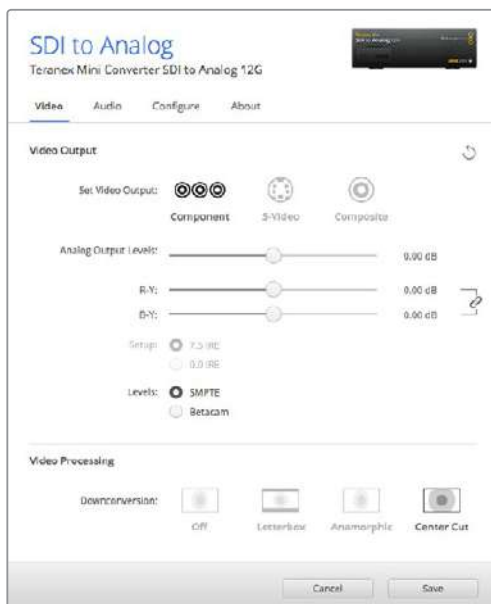 SDI to Analog
Teranex Mini Converter SDI to Analog 12G
Video Audio Configure About
Video Output
Set Video Output:
Component S-Video Composite
Analog Output Levels: 0.00 dB
R-Y: 0.00 dB
B-Y: 0.00 dB
Setup: 7.5 IRE
0.0 IRE
Levels: SMPTE
Betacam
Video Processing
Downconversion:
Off Letterbox Anamorphic Center Cut
Cancel Save